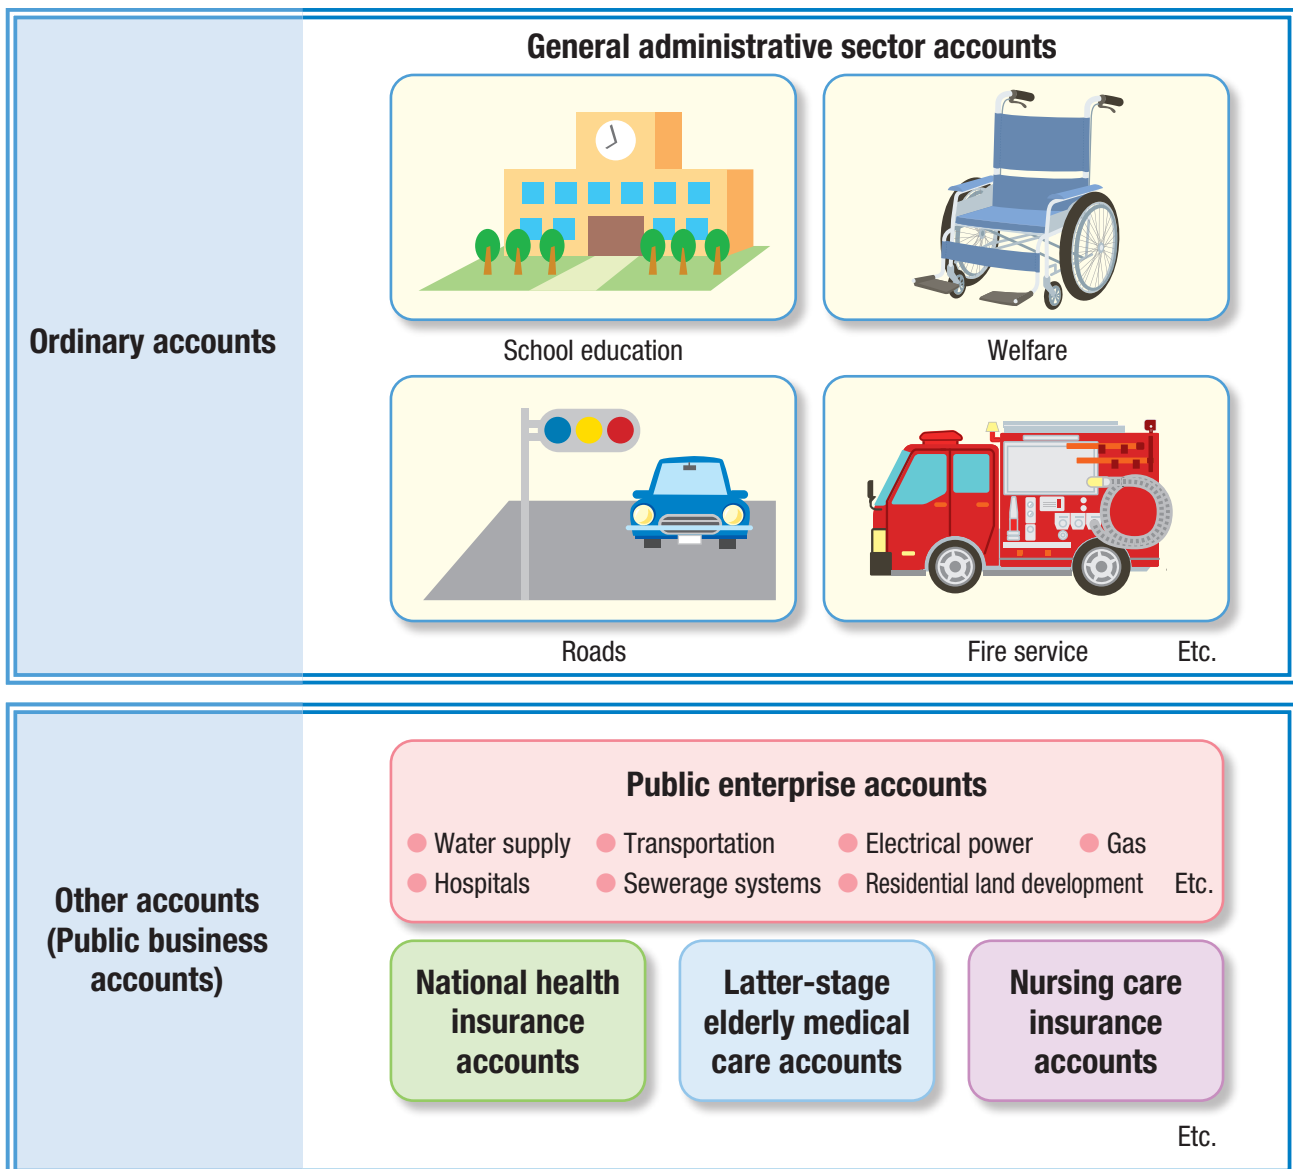 General administrative sector accounts
Ordinary accounts
School education
Welfare
Roads
Fire service
Etc.
Other accounts
(Public business
accounts)
Public enterprise accounts
Water supply
Transportation
Electrical power
Gas
Hospitals
Sewerage systems
Residential land development
Etc.
National health
insurance
accounts
Latter-stage
elderly medical
care accounts
Nursing care
insurance
accounts
Etc.